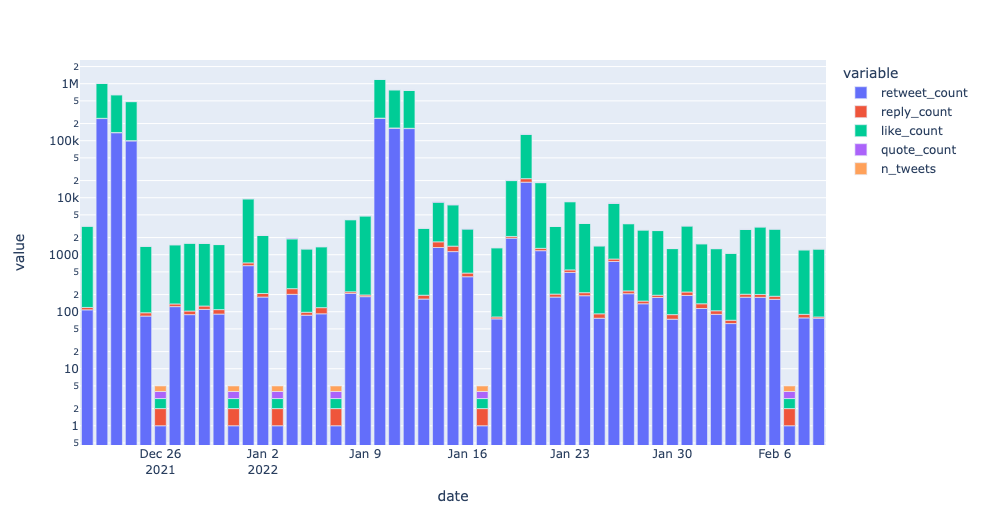 variable
retweet_count
reply_count
like_count
quote_count
n_tweets
value
2
1M
5
2
100k
5
2
10k
5
2
1000
5
2
100
5
2
10
5
2
1
5
Dec 26
2021
Jan 2
2022
Jan 9
Jan 16
Jan 23
Jan 30
Feb 6
date